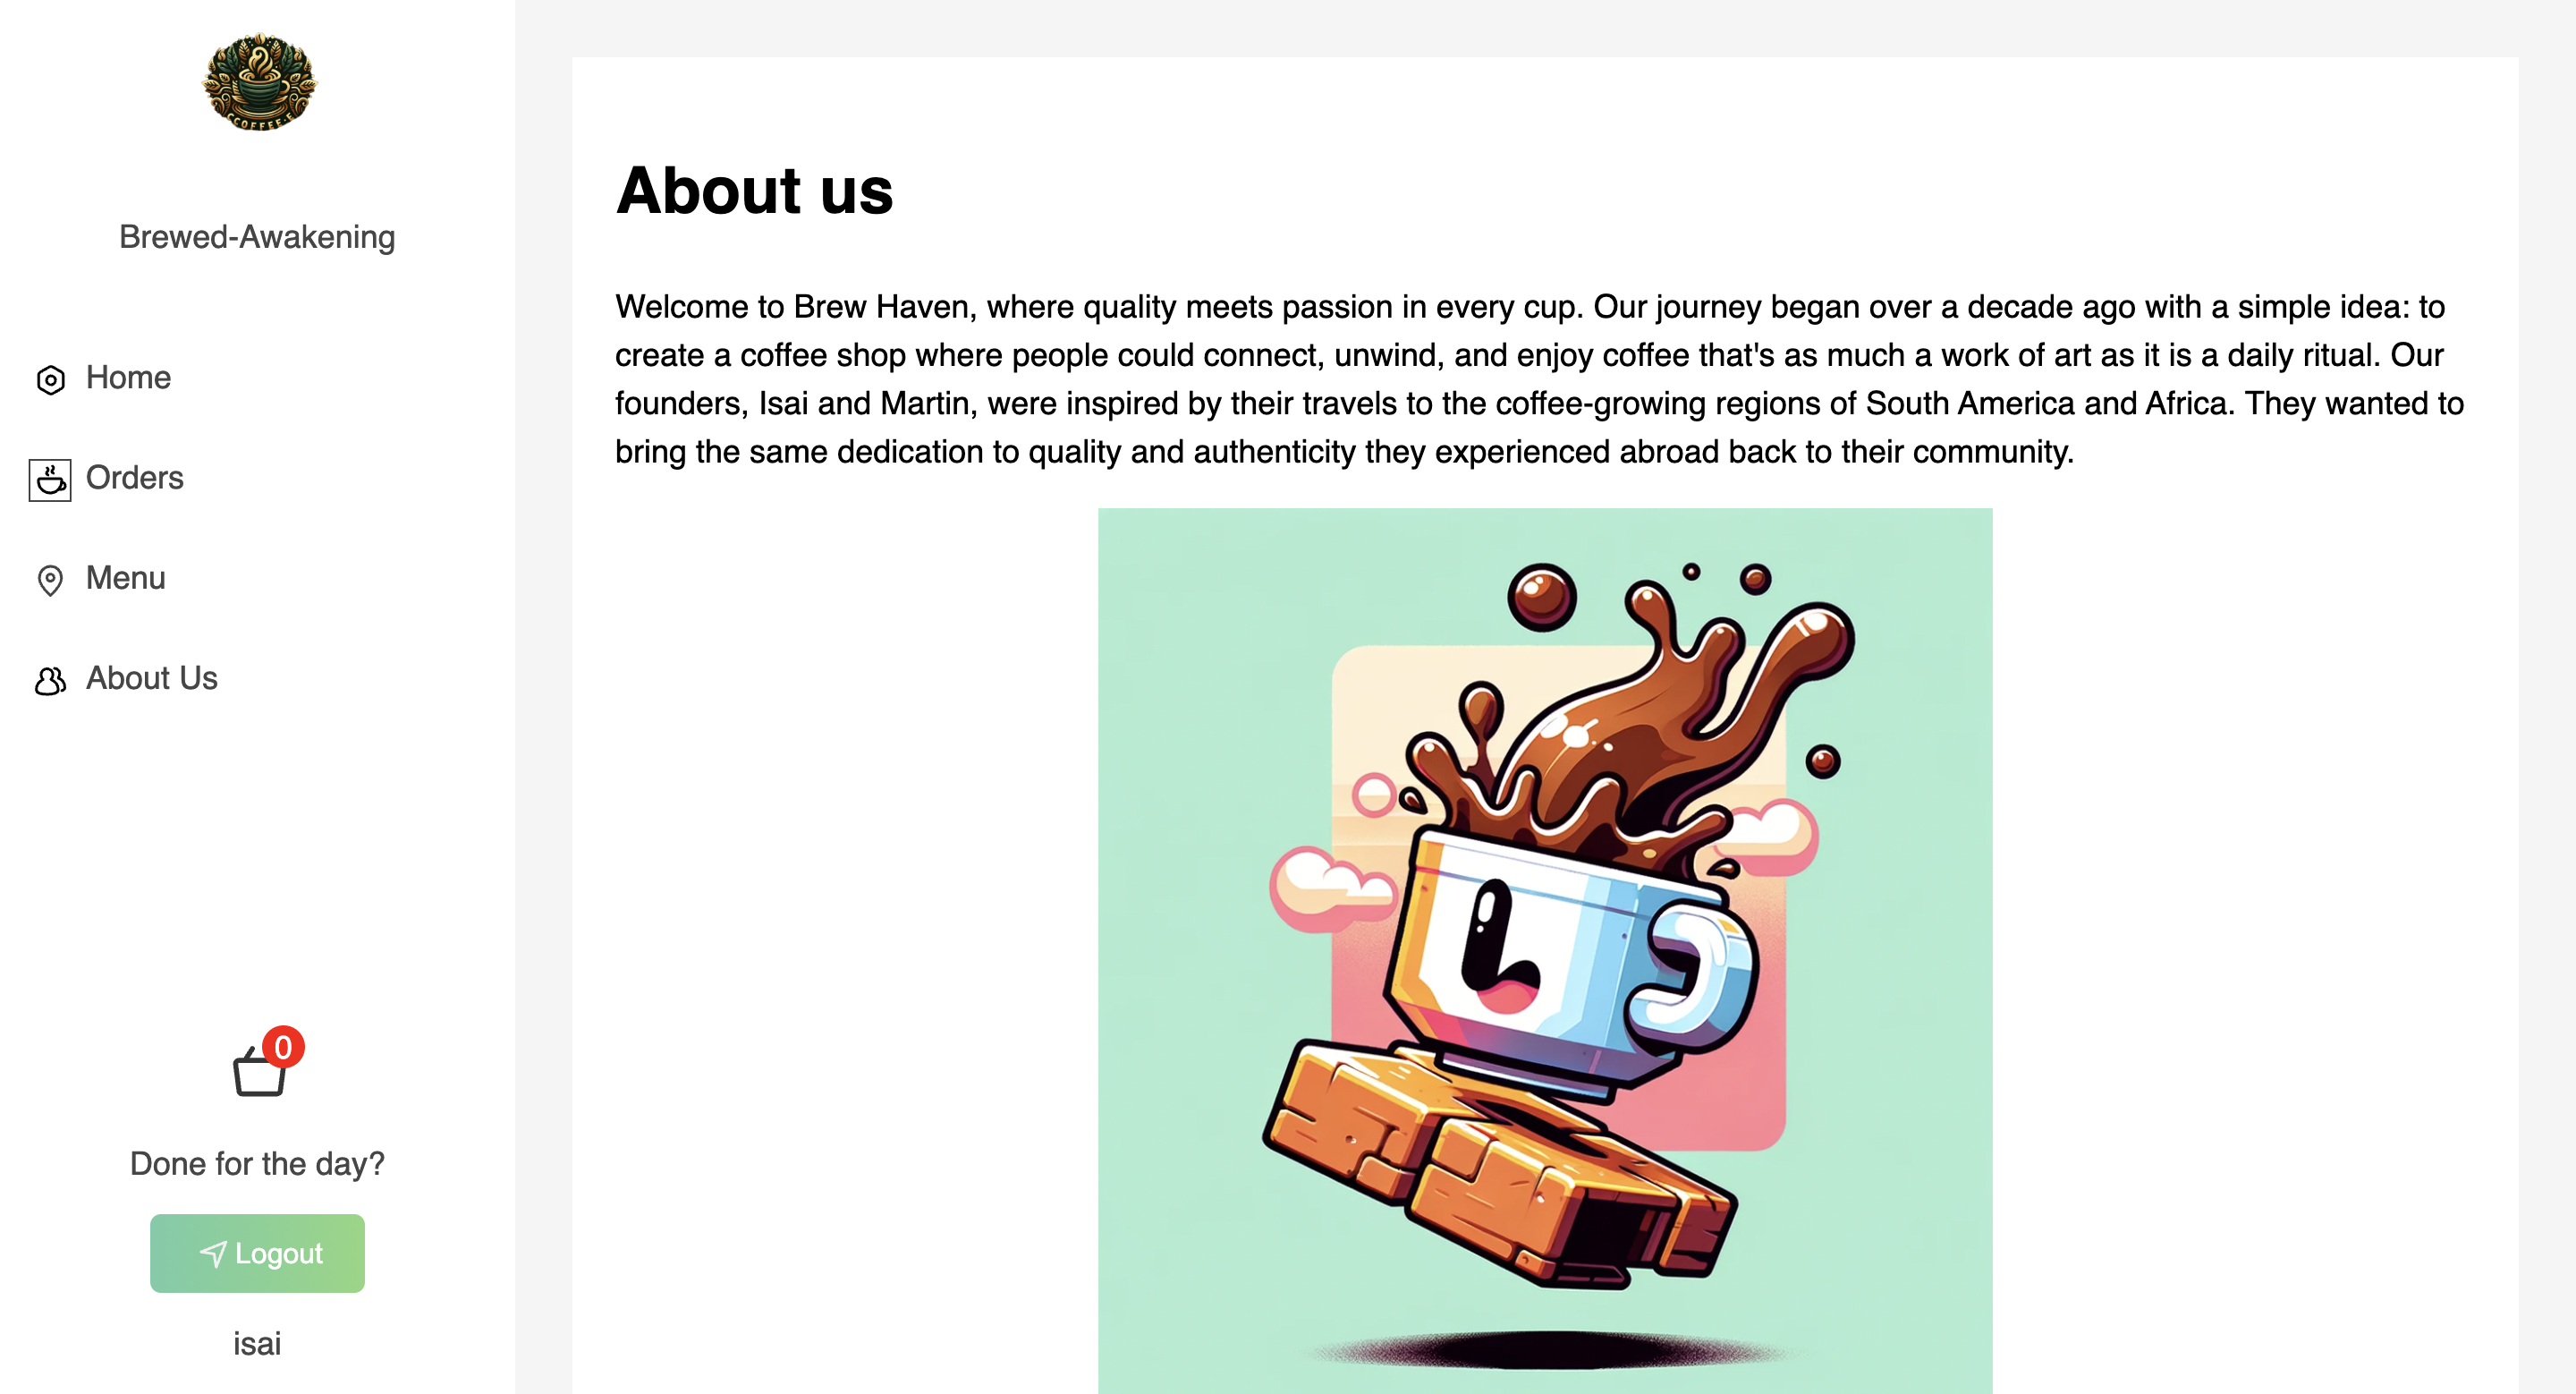 CCOFFEE-E
Brewed-Awakening
Home
Orders
Menu
About Us
0
Done for the day?
Logout
isai
About us
Welcome to Brew Haven, where quality meets passion in every cup. Our journey began over a decade ago with a simple idea: to
create a coffee shop where people could connect, unwind, and enjoy coffee that's as much a work of art as it is a daily ritual. Our
founders, Isai and Martin, were inspired by their travels to the coffee-growing regions of South America and Africa. They wanted to
bring the same dedication to quality and authenticity they experienced abroad back to their community.